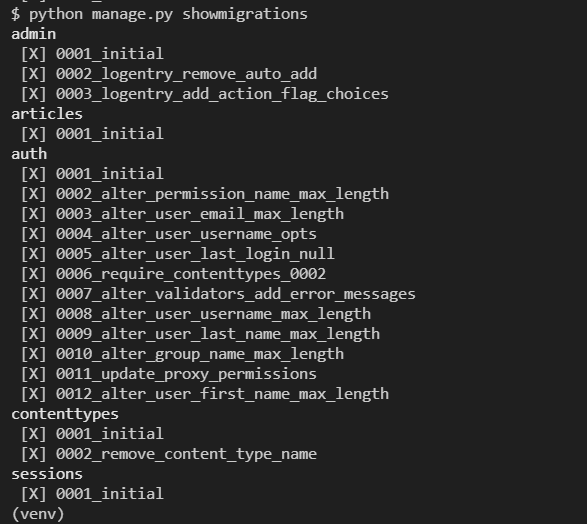 $ python manage.py showmigrations
admin
[X] 0001_initial
[X] 0002_logentry_remove_auto_add
[X] 0003_logentry_add_action_flag_choices
articles
[X] 0001_initial
auth
[X] 0001_initial
[X] 0002_alter_permission_name_max_length
[X] 0003_alter_user_email_max_length
[X] 0004_alter_user_username_opts
[X] 0005_alter_user_last_login_null
[X] 0006_require_contenttypes_0002
[X] 0007_alter_validators_add_error_messages
[X] 0008_alter_user_username_max_length
[X] 0009_alter_user_last_name_max_length
[X] 0010_alter_group_name_max_length
[X] 0011_update_proxy_permissions
[X] 0012_alter_user_first_name_max_length
contenttypes
[X] 0001_initial
[X] 0002_remove_content_type_name
sessions
[X] 0001_initial
(venv)